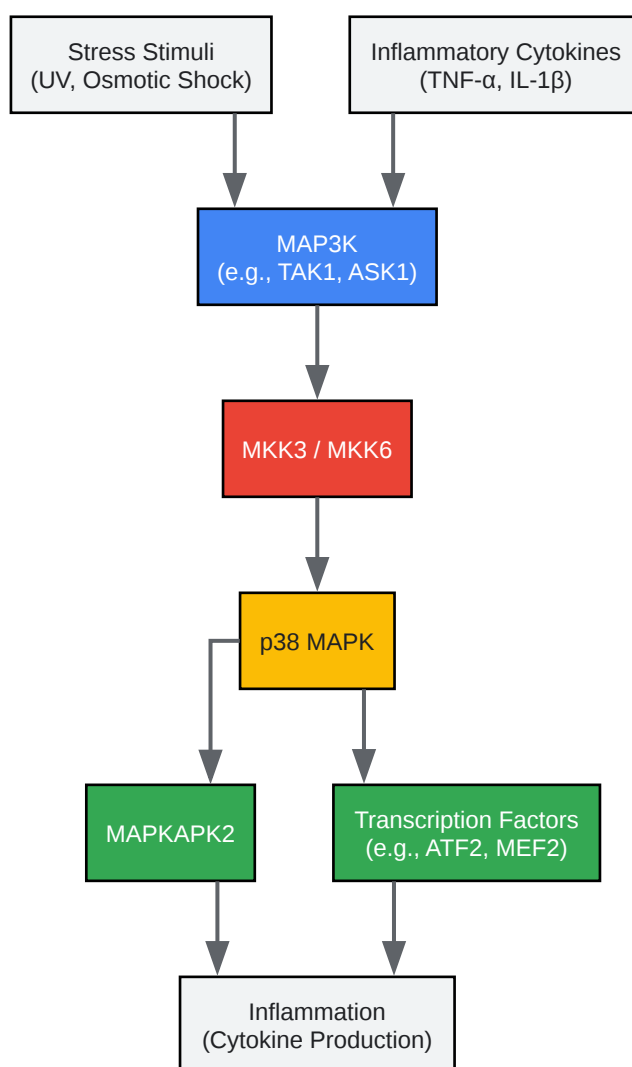 Stress Stimuli
(UV, Osmotic Shock)
Inflammatory Cytokines
(TNF-α, IL-1β)
MAP3K
(e.g., TAK1, ASK1)
MKK3 / MKK6
p38 MAPK
MAPKAPK2
Transcription Factors
(e.g., ATF2, MEF2)
Inflammation
(Cytokine Production)